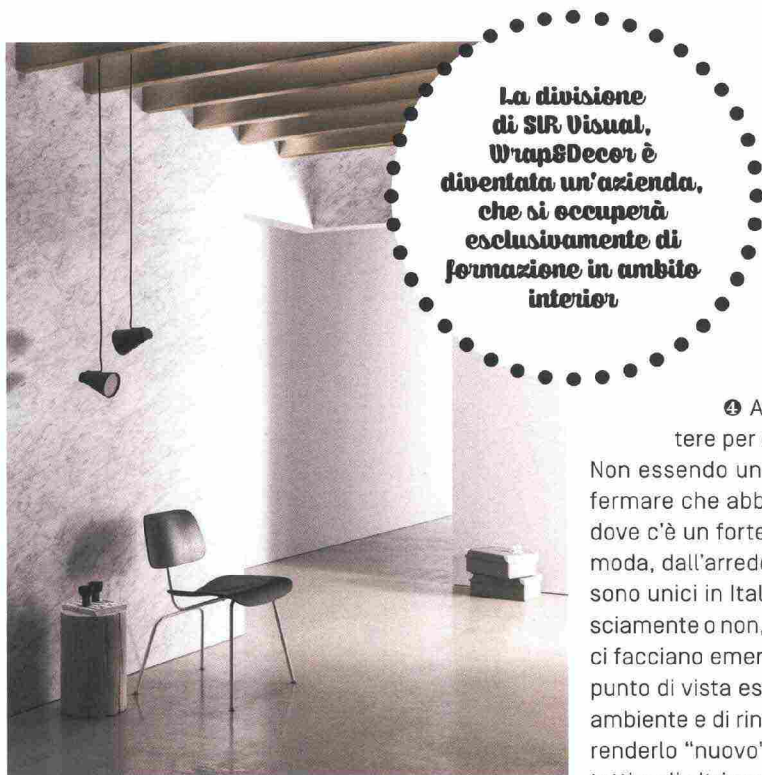 La divisione
di SIR Visual,
Wrap&Decor è
diventata un'azienda,
che si occuperà
esclusivamente di
formazione in ambito
interior
❹ A
tere per
Non essendo un
fermare che abb
dove c'è un forte
moda, dall'arredo
sono unici in Ital
sciamente o non,
ci facciano emer
punto di vista es
ambiente e di rin
renderlo "nuovo"